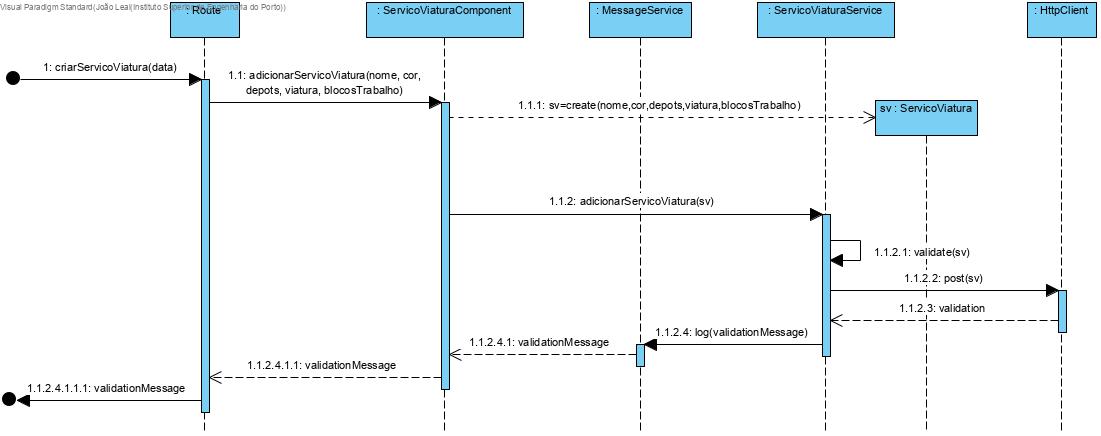 Visual Paradigm Standard(João Leal(Instituto Superior de Engenharia do Porto))
: Route
: ServicoViaturaComponent
: MessageService
: ServicoViaturaService
: HttpClient
1: criarServicoViatura(data)
1.1: adicionarServicoViatura(nome, cor,
depots, viatura, blocosTrabalho)
1.1.1: sv=create(nome,cor,depots,viatura,blocosTrabalho)
sv : ServicoViatura
1.1.2: adicionarServicoViatura(sv)
1.1.2.1: validate(sv)
1.1.2.2: post(sv)
1.1.2.3: validation
1.1.2.4: log(validationMessage)
1.1.2.4.1: validationMessage
1.1.2.4.1.1: validationMessage
1.1.2.4.1.1.1: validationMessage